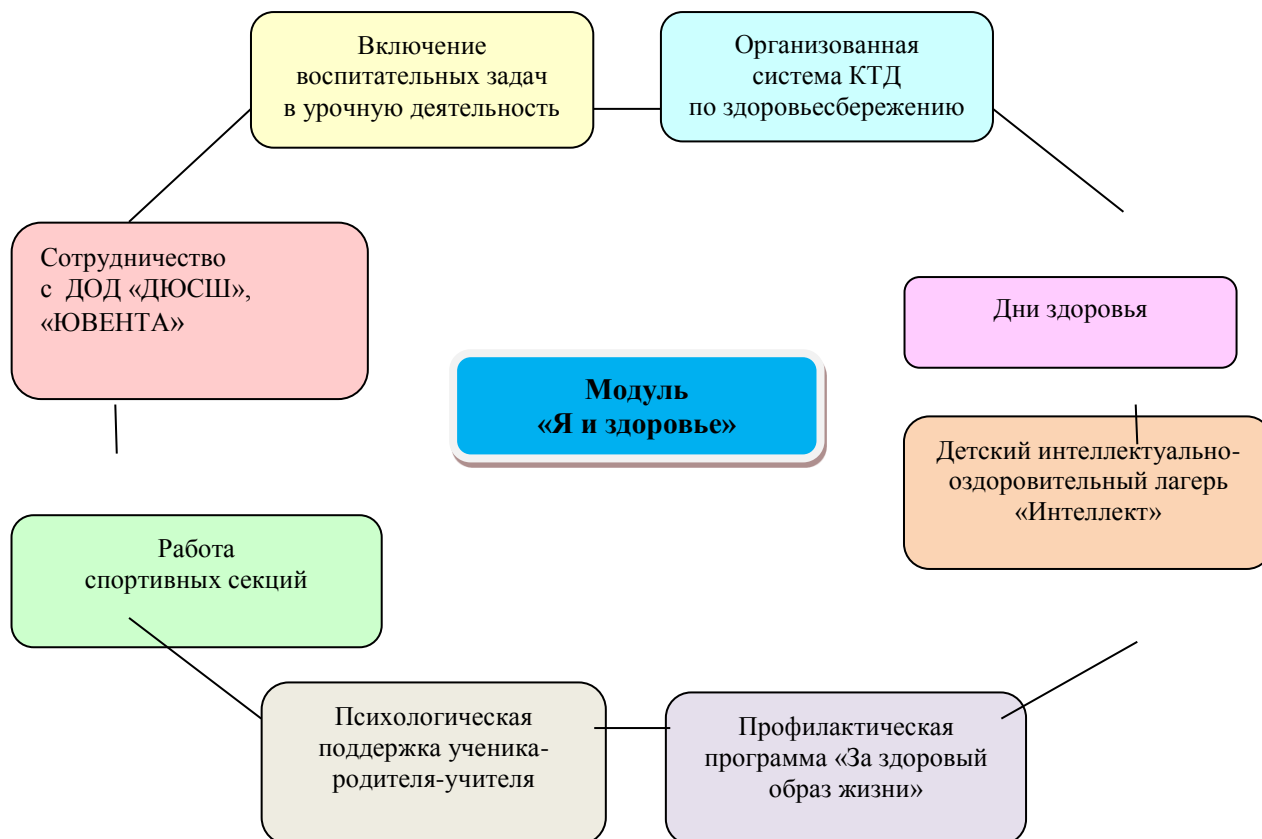 Включение
воспитательных задач
в урочную деятельность
Организованная
система КТД
по здоровьесбережению
Сотрудничество
с ДОД «ДЮСШ»,
«ЮВЕНТА»
Дни здоровья
Модуль
«Я и здоровье»
Детский интеллектуально-
оздоровительный лагерь
«Интеллект»
Работа
спортивных секций
Психологическая
поддержка ученика-
родителя-учителя
Профилактическая
программа «За здоровый
образ жизни»